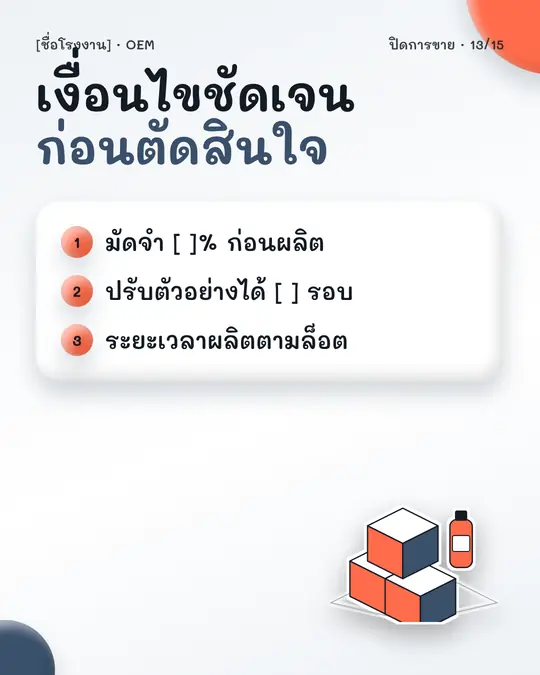 [ชื่อโรงงาน] · OEM
ปิดการขาย · 13/15
เงื่อนไขชัดเจน
ก่อนตัดสินใจ
1 มัดจำ [ ]% ก่อนผลิต
2 ปรับตัวอย่างได้ [ ] รอบ
3 ระยะเวลาผลิตตามล็อต